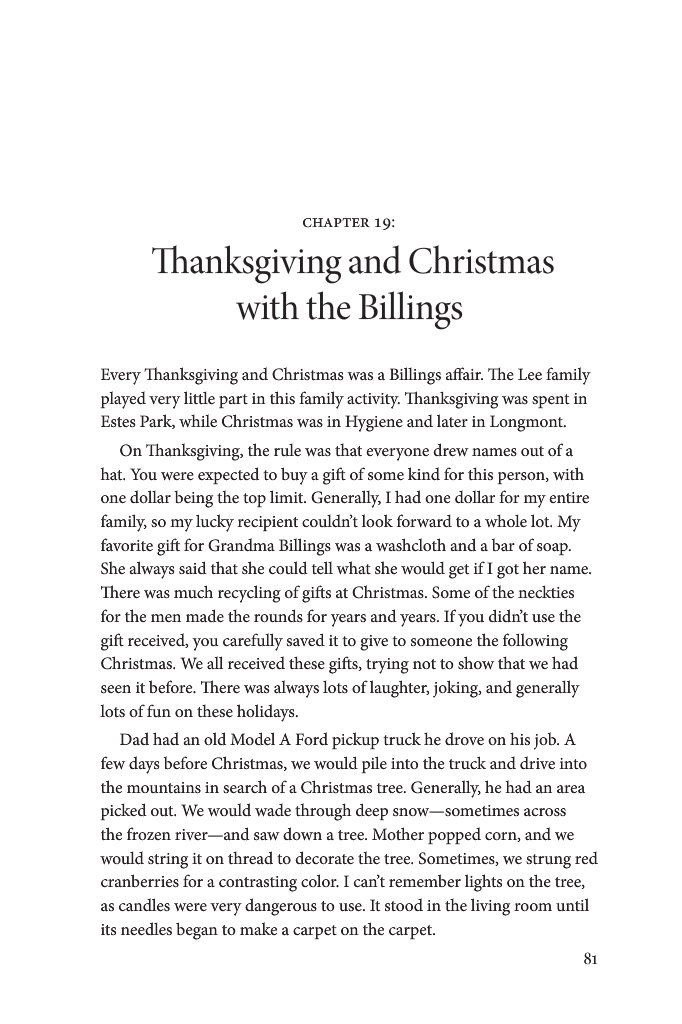 CHAPTER 19:
Thanksgiving and Christmas
with the Billings
Every Thanksgiving and Christmas was a Billings affair. The Lee family
played very little part in this family activity. Thanksgiving was spent in
Estes Park, while Christmas was in Hygiene and later in Longmont.
On Thanksgiving, the rule was that everyone drew names out of a
hat. You were expected to buy a gift of some kind for this person, with
one dollar being the top limit. Generally, I had one dollar for my entire
family, so my lucky recipient couldn’t look forward to a whole lot. My
favorite gift for Grandma Billings was a washcloth and a bar of soap.
She always said that she could tell what she would get if I got her name.
There was much recycling of gifts at Christmas. Some of the neckties
for the men made the rounds for years and years. If you didn’t use the
gift received, you carefully saved it to give to someone the following
Christmas. We all received these gifts, trying not to show that we had
seen it before. There was always lots of laughter, joking, and generally
lots of fun on these holidays.
Dad had an old Model A Ford pickup truck he drove on his job. A
few days before Christmas, we would pile into the truck and drive into
the mountains in search of a Christmas tree. Generally, he had an area
picked out. We would wade through deep snow—sometimes across
the frozen river—and saw down a tree. Mother popped corn, and we
would string it on thread to decorate the tree. Sometimes, we strung red
cranberries for a contrasting color. I can’t remember lights on the tree,
as candles were very dangerous to use. It stood in the living room until
its needles began to make a carpet on the carpet.
81